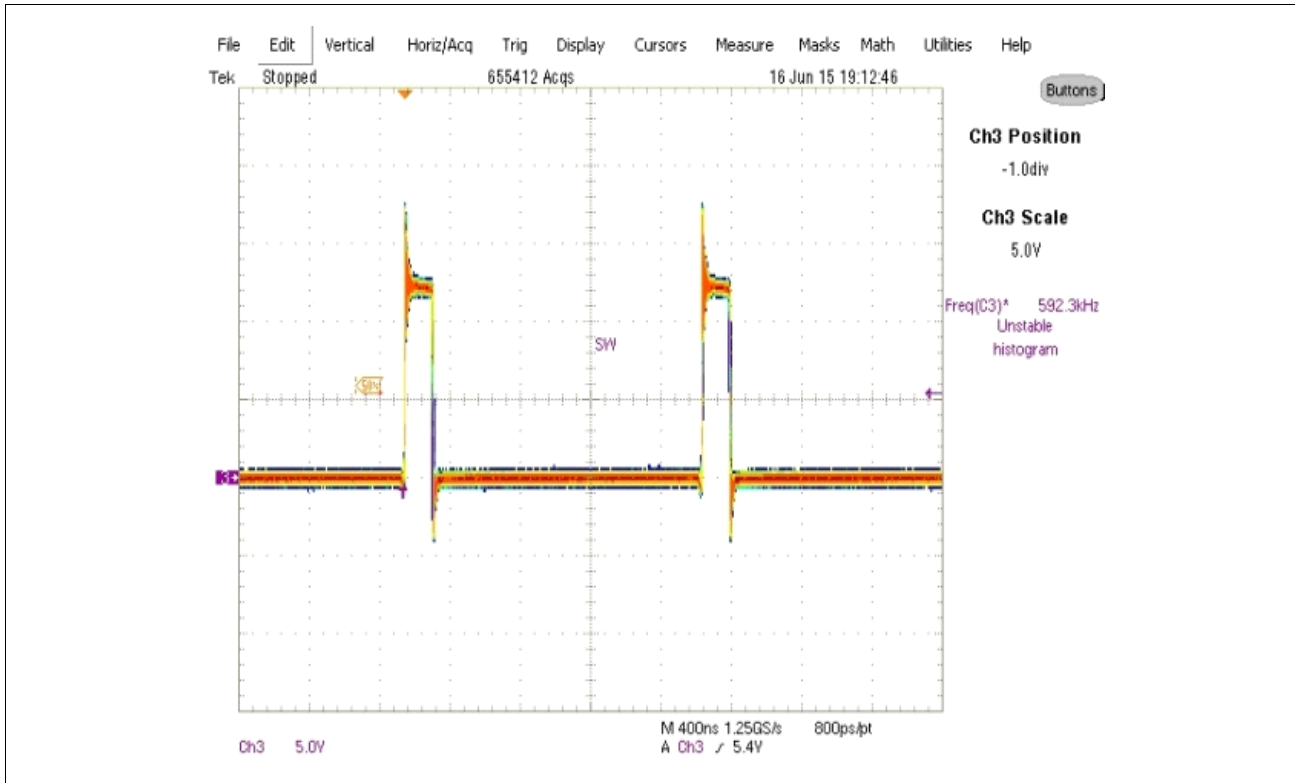 File Edit Vertical Horiz/Acq Trig Display Cursors Measure Masks Math Utilities Help
Tek Stopped 655412 Acqs 16 Jun 15 19:12:46
Buttons
Ch3 Position
-1.0div
Ch3 Scale
5.0V
Freq(C3)* 592.3kHz
Unstable
histogram
SW
50%
3
M 400ns 1.25GS/s 800ps/pt
Ch3 5.0V A Ch3 / 5.4V